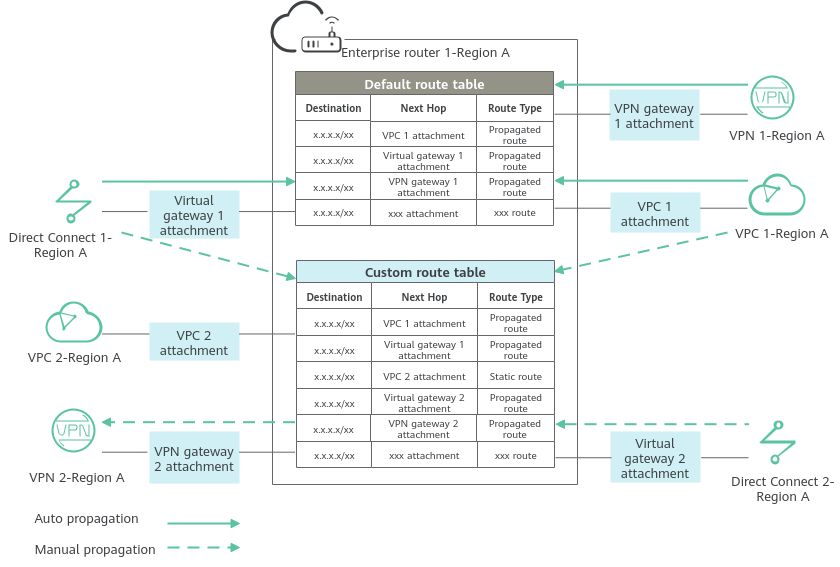 Enterprise router 1-Region A
Default route table
Destination
Next Hop
Route Type
x.x.x.x/xx
VPC 1 attachment
Propagated
route
x.x.x.x/xx
Virtual gateway 1
attachment
Propagated
route
x.x.x.x/xx
VPN gateway 1
attachment
Propagated
route
x.x.x.x/xx
xxx attachment
xxx route
VPN gateway
1 attachment
VPN
VPN 1-Region A
Direct Connect 1-
Region A
Virtual
gateway 1
attachment
VPC 1
attachment
VPC 1-Region A
Custom route table
Destination
Next Hop
Route Type
x.x.x.x/xx
VPC 1 attachment
Propagated
route
x.x.x.x/xx
Virtual gateway 1
attachment
Propagated
route
x.x.x.x/xx
VPC 2 attachment
Static route
x.x.x.x/xx
Virtual gateway 2
attachment
Propagated
route
x.x.x.x/xx
VPN gateway 2
attachment
Propagated
route
x.x.x.x/xx
xxx attachment
xxx route
VPC 2-Region A
VPC 2
attachment
VPN
VPN 2-Region A
VPN gateway
2 attachment
Virtual
gateway 2
attachment
Direct Connect 2-
Region A
Auto propagation
Manual propagation